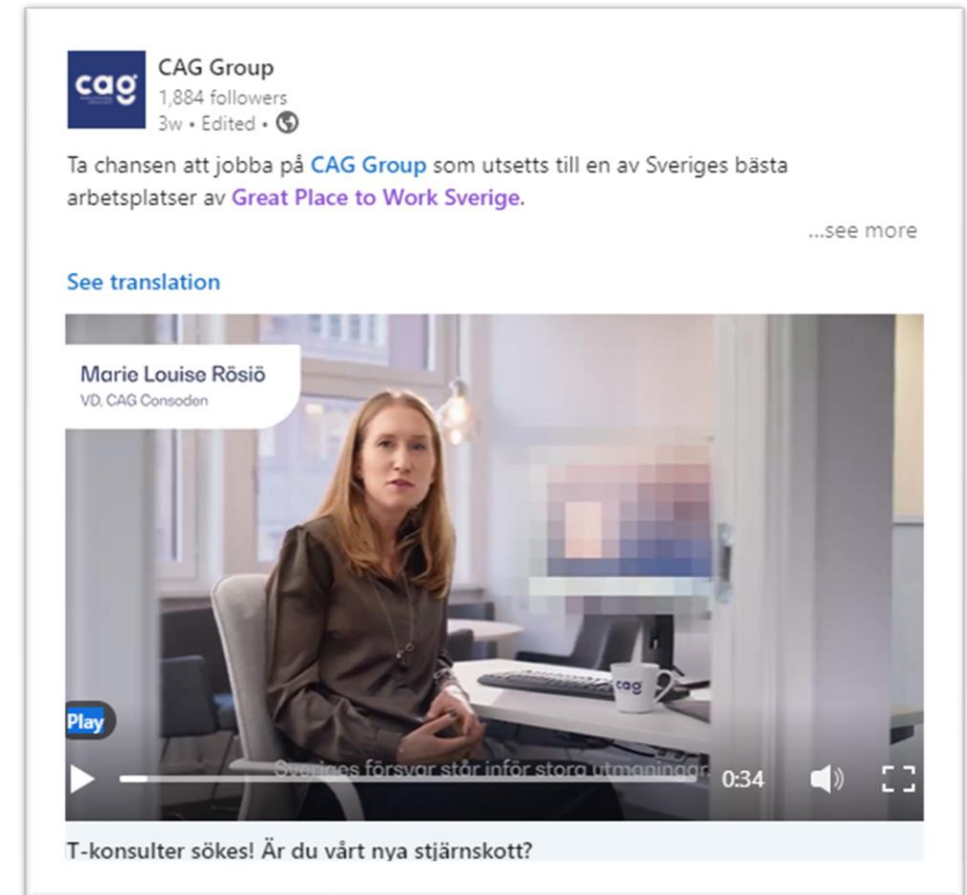 cag
CAG Group
1,884 followers
3w • Edited •
Ta chansen att jobba på CAG Group som utsetts till en av Sveriges bästa
arbetsplatser av Great Place to Work Sverige.
...see more
See translation
Marie Louise Rösiö
VD, CAG Consoden
cag
Play
Sveriges försvar står inför stora utmaningar.
0:34
T-konsulter sökes! Är du vårt nya stjärnskott?